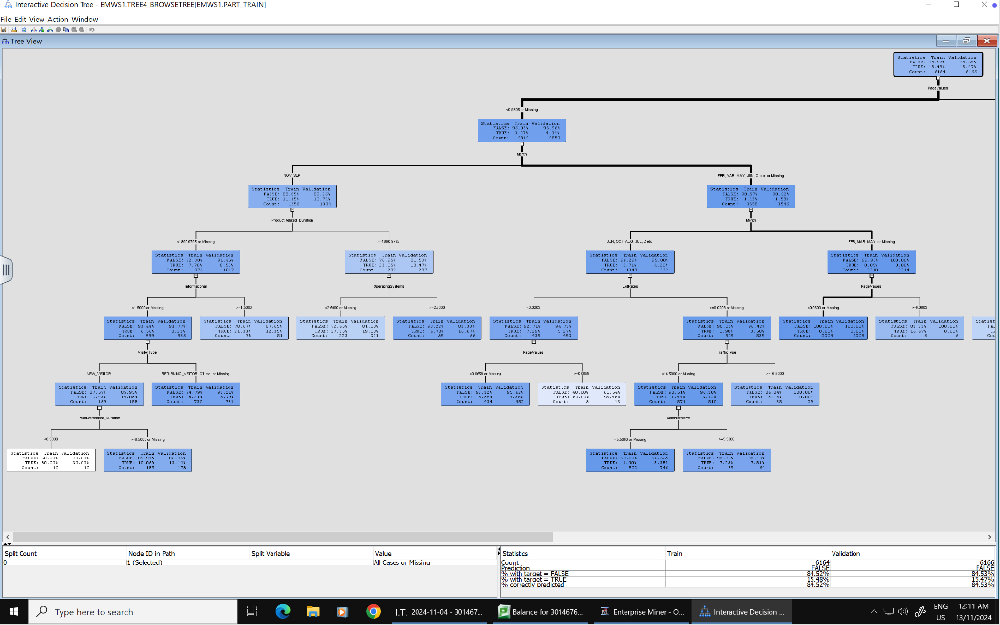 Interactive Decision Tree - EMWS1.TREE4_BROWSETREE[EMWS1.PART_TRAIN]
File Edit View Action Window
Tree View
Statistics Train Validation
FALSE: 84.52% 84.53%
TRUE: 15.48% 15.47%
Count: 6164 6166
PageValues
<0.9805 or Missing
Statistics Train Validation
FALSE: 96.03% 95.96%
TRUE: 3.97% 4.04%
Count: 4814 4850
Month
NOV, SEP
FEB, MAR, MAY, JUN, O etc. or Missing
Statistics Train Validation
FALSE: 88.85% 89.26%
TRUE: 11.15% 10.74%
Count: 1256 1304
Statistics Train Validation
FALSE: 98.57% 98.42%
TRUE: 1.43% 1.58%
Count: 3558 3546
ProductRelated_Duration
Month
<1890.9795 or Missing
>=1890.9795
JUN, OCT, AUG, JUL, D etc.
FEB, MAR, MAY or Missing
Statistics Train Validation
FALSE: 92.30% 91.45%
TRUE: 7.70% 8.55%
Count: 974 1017
Statistics Train Validation
FALSE: 76.95% 81.53%
TRUE: 23.05% 18.47%
Count: 282 287
Statistics Train Validation
FALSE: 96.29% 95.80%
TRUE: 3.71% 4.20%
Count: 1348 1332
Statistics Train Validation
FALSE: 99.95% 100.00%
TRUE: 0.05% 0.00%
Count: 2210 2214
Informational
OperatingSystems
ExitRates
PageValues
<1.5000 or Missing
>=1.5000
<2.5000 or Missing
>=2.5000
<0.0203
>=0.0203 or Missing
<0.0603 or Missing
>=0.0603
Statistics Train Validation
FALSE: 93.44% 91.77%
TRUE: 6.56% 8.23%
Count: 899 936
Statistics Train Validation
FALSE: 78.67% 87.65%
TRUE: 21.33% 12.35%
Count: 75 81
Statistics Train Validation
FALSE: 72.65% 81.00%
TRUE: 27.35% 19.00%
Count: 223 221
Statistics Train Validation
FALSE: 93.22% 83.33%
TRUE: 6.78% 16.67%
Count: 59 66
Statistics Train Validation
FALSE: 92.71% 94.73%
TRUE: 7.29% 5.27%
Count: 439 493
Statistics Train Validation
FALSE: 98.02% 96.42%
TRUE: 1.98% 3.58%
Count: 909 839
Statistics Train Validation
FALSE: 100.00% 100.00%
TRUE: 0.00% 0.00%
Count: 2204 2208
Statistics Train Validation
FALSE: 83.33% 100.00%
TRUE: 16.67% 0.00%
Count: 6 6
VisitorType
PageValues
TrafficType
NEW_VISITOR
RETURNING_VISITOR, OT etc. or Missing
<0.0658 or Missing
>=0.0658
<16.5000 or Missing
>=16.5000
Statistics Train Validation
FALSE: 87.57% 85.95%
TRUE: 12.43% 14.05%
Count: 169 185
Statistics Train Validation
FALSE: 94.79% 93.21%
TRUE: 5.21% 6.79%
Count: 730 751
Statistics Train Validation
FALSE: 93.32% 95.62%
TRUE: 6.68% 4.38%
Count: 434 480
Statistics Train Validation
FALSE: 40.00% 61.54%
TRUE: 60.00% 38.46%
Count: 5 13
Statistics Train Validation
FALSE: 98.51% 96.30%
TRUE: 1.49% 3.70%
Count: 871 810
Statistics Train Validation
FALSE: 86.84% 100.00%
TRUE: 13.16% 0.00%
Count: 38 29
ProductRelated_Duration
Administrative
<8.5000
>=8.5000 or Missing
<5.5000 or Missing
>=5.5000
Statistics Train Validation
FALSE: 50.00% 70.00%
TRUE: 50.00% 30.00%
Count: 10 10
Statistics Train Validation
FALSE: 89.94% 86.86%
TRUE: 10.06% 13.14%
Count: 159 175
Statistics Train Validation
FALSE: 99.00% 96.65%
TRUE: 1.00% 3.35%
Count: 802 746
Statistics Train Validation
FALSE: 92.75% 92.19%
TRUE: 7.25% 7.81%
Count: 69 64
Split Count Node ID in Path Split Variable Value
0 1 (Selected) All Cases or Missing
Statistics Train Validation
Count 6164 6166
Prediction FALSE FALSE
% with target = FALSE 84.52% 84.53%
% with target = TRUE 15.48% 15.47%
% correctly predicted 84.52% 84.53%
Type here to search
I.T. 2024-11-04 - 301467...
Balance for 3014676...
Enterprise Miner - O...
Interactive Decision ...
ENG
US
12:11 AM
13/11/2024